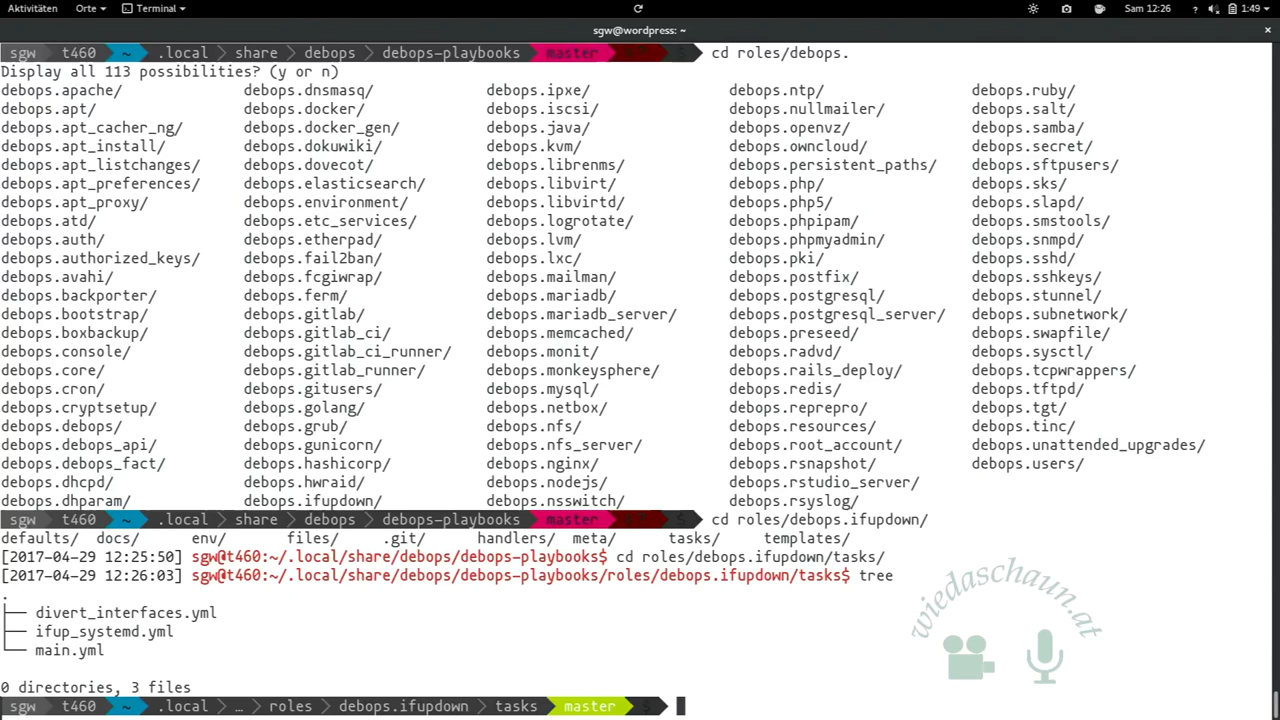 Aktivitäten Orte Terminal Sam 12:26 ? 1:49
sgw@wordpress: ~ ×
sgw t460 ~ .local share debops debops-playbooks master $ cd roles/debops.
Display all 113 possibilities? (y or n)
debops.apache/ debops.dnsmasq/ debops.ipxe/ debops.ntp/ debops.ruby/
debops.apt/ debops.docker/ debops.iscsi/ debops.nullmailer/ debops.salt/
debops.apt_cacher_ng/ debops.docker_gen/ debops.java/ debops.openvz/ debops.samba/
debops.apt_install/ debops.dokuwiki/ debops.kvm/ debops.owncloud/ debops.secret/
debops.apt_listchanges/ debops.dovecot/ debops.librenms/ debops.persistent_paths/ debops.sftpusers/
debops.apt_preferences/ debops.elasticsearch/ debops.libvirt/ debops.php/ debops.sks/
debops.apt_proxy/ debops.environment/ debops.libvirtd/ debops.php5/ debops.slapd/
debops.atd/ debops.etc_services/ debops.logrotate/ debops.phpipam/ debops.smstools/
debops.auth/ debops.etherpad/ debops.lvm/ debops.phpmyadmin/ debops.snmpd/
debops.authorized_keys/ debops.fail2ban/ debops.lxc/ debops.pki/ debops.sshd/
debops.avahi/ debops.fcgiwrap/ debops.mailman/ debops.postfix/ debops.sshkeys/
debops.backporter/ debops.ferm/ debops.mariadb/ debops.postgresql/ debops.stunnel/
debops.bootstrap/ debops.gitlab/ debops.mariadb_server/ debops.postgresql_server/ debops.subnetwork/
debops.boxbackup/ debops.gitlab_ci/ debops.memcached/ debops.preseed/ debops.swapfile/
debops.console/ debops.gitlab_ci_runner/ debops.monit/ debops.radvd/ debops.sysctl/
debops.core/ debops.gitlab_runner/ debops.monkeysphere/ debops.rails_deploy/ debops.tcpwrappers/
debops.cron/ debops.gitusers/ debops.mysql/ debops.redis/ debops.tftpd/
debops.cryptsetup/ debops.golang/ debops.netbox/ debops.reprepro/ debops.tgt/
debops.debops/ debops.grub/ debops.nfs/ debops.resources/ debops.tinc/
debops.debops_api/ debops.gunicorn/ debops.nfs_server/ debops.root_account/ debops.unattended_upgrades/
debops.debops_fact/ debops.hashicorp/ debops.nginx/ debops.rsnapshot/ debops.users/
debops.dhcpd/ debops.hwraid/ debops.nodejs/ debops.rstudio_server/
debops.dhparam/ debops.ifupdown/ debops.nsswitch/ debops.rsyslog/
sgw t460 ~ .local share debops debops-playbooks master $ cd roles/debops.ifupdown/
defaults/ docs/ env/ files/ .git/ handlers/ meta/ tasks/ templates/
[2017-04-29 12:25:50] sgw@t460:~/.local/share/debops/debops-playbooks$ cd roles/debops.ifupdown/tasks/
[2017-04-29 12:26:03] sgw@t460:~/.local/share/debops/debops-playbooks/roles/debops.ifupdown/tasks$ tree
.
├── divert_interfaces.yml
├── ifup_systemd.yml
└── main.yml
0 directories, 3 files
sgw t460 ~ .local … roles debops.ifupdown tasks master $
wiedaschaun.at